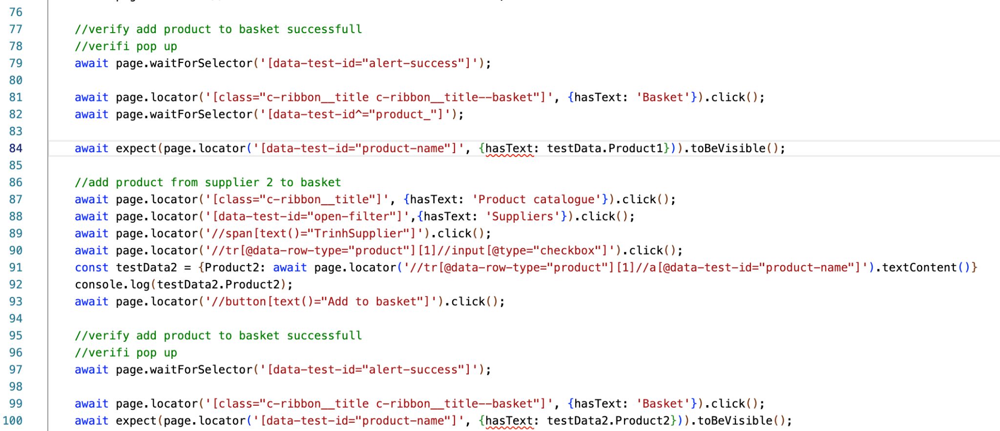 76
77 //verify add product to basket successfull
78 //verifi pop up
79 await page.waitForSelector('[data-test-id="alert-success"]');
80
81 await page.locator('[class="c-ribbon__title c-ribbon__title--basket"]', {hasText: 'Basket'}).click();
82 await page.waitForSelector('[data-test-id^="product_"]');
83
84 await expect(page.locator('[data-test-id="product-name"]', {hasText: testData.Product1})).toBeVisible();
85
86 //add product from supplier 2 to basket
87 await page.locator('[class="c-ribbon__title"]', {hasText: 'Product catalogue'}).click();
88 await page.locator('[data-test-id="open-filter"]',{hasText: 'Suppliers'}).click();
89 await page.locator('//span[text()="TrinhSupplier"]').click();
90 await page.locator('//tr[@data-row-type="product"][1]//input[@type="checkbox"]').click();
91 const testData2 = {Product2: await page.locator('//tr[@data-row-type="product"][1]//a[@data-test-id="product-name"]').textContent()}
92 console.log(testData2.Product2);
93 await page.locator('//button[text()="Add to basket"]').click();
94
95 //verify add product to basket successfull
96 //verifi pop up
97 await page.waitForSelector('[data-test-id="alert-success"]');
98
99 await page.locator('[class="c-ribbon__title c-ribbon__title--basket"]', {hasText: 'Basket'}).click();
100 await expect(page.locator('[data-test-id="product-name"]', {hasText: testData2.Product2})).toBeVisible();